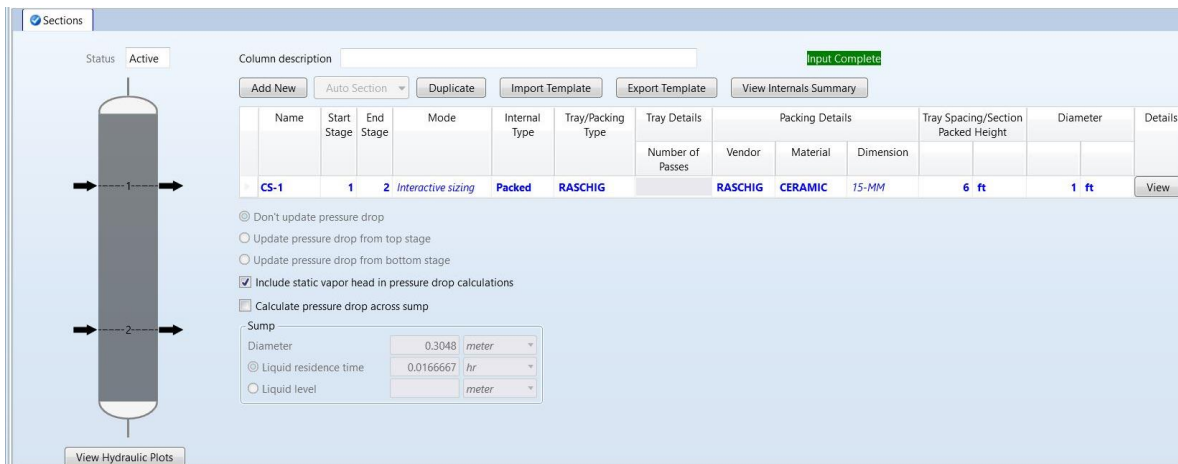 Sections
Status Active
Column description
Input Complete
Add New Auto Section Duplicate Import Template Export Template View Internals Summary
Name Start Stage End Stage Mode Internal Type Tray/Packing Type Tray Details Packing Details Tray Spacing/Section Packed Height Diameter Details
Number of Passes Vendor Material Dimension
CS-1 1 2 Interactive sizing Packed RASCHIG RASCHIG CERAMIC 15-MM 6 ft 1 ft View
1
Don't update pressure drop
Update pressure drop from top stage
Update pressure drop from bottom stage
Include static vapor head in pressure drop calculations
Calculate pressure drop across sump
2
Sump
Diameter 0.3048 meter
Liquid residence time 0.0166667 hr
Liquid level meter
View Hydraulic Plots